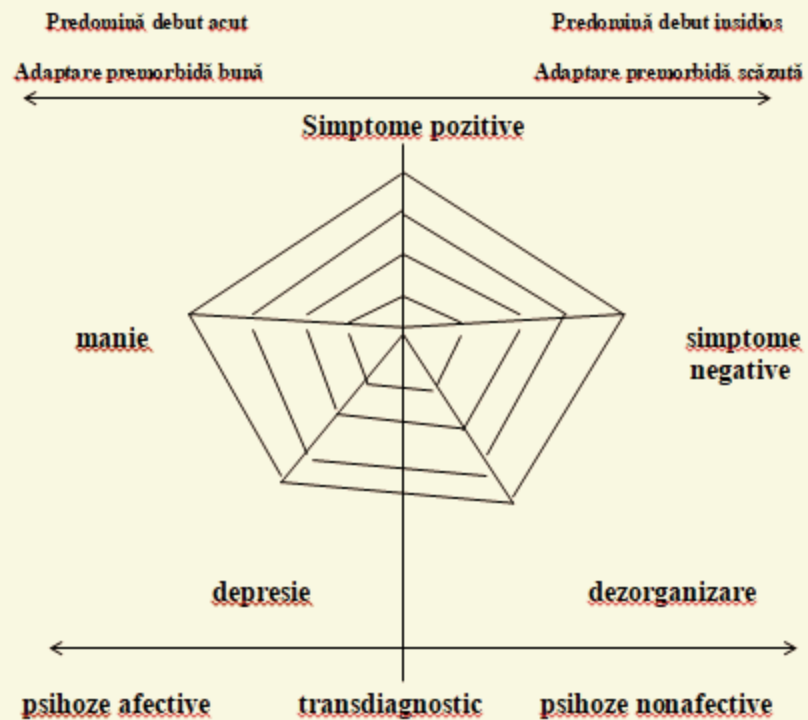 Predomină debut acut
Predomină debut insidios
Adaptare premorbidă bună
Adaptare premorbidă scăzută
Simptome pozitive
manie
simptome
negative
depresie
dezorganizare
psihoze afective
transdiagnostic
psihoze nonafective